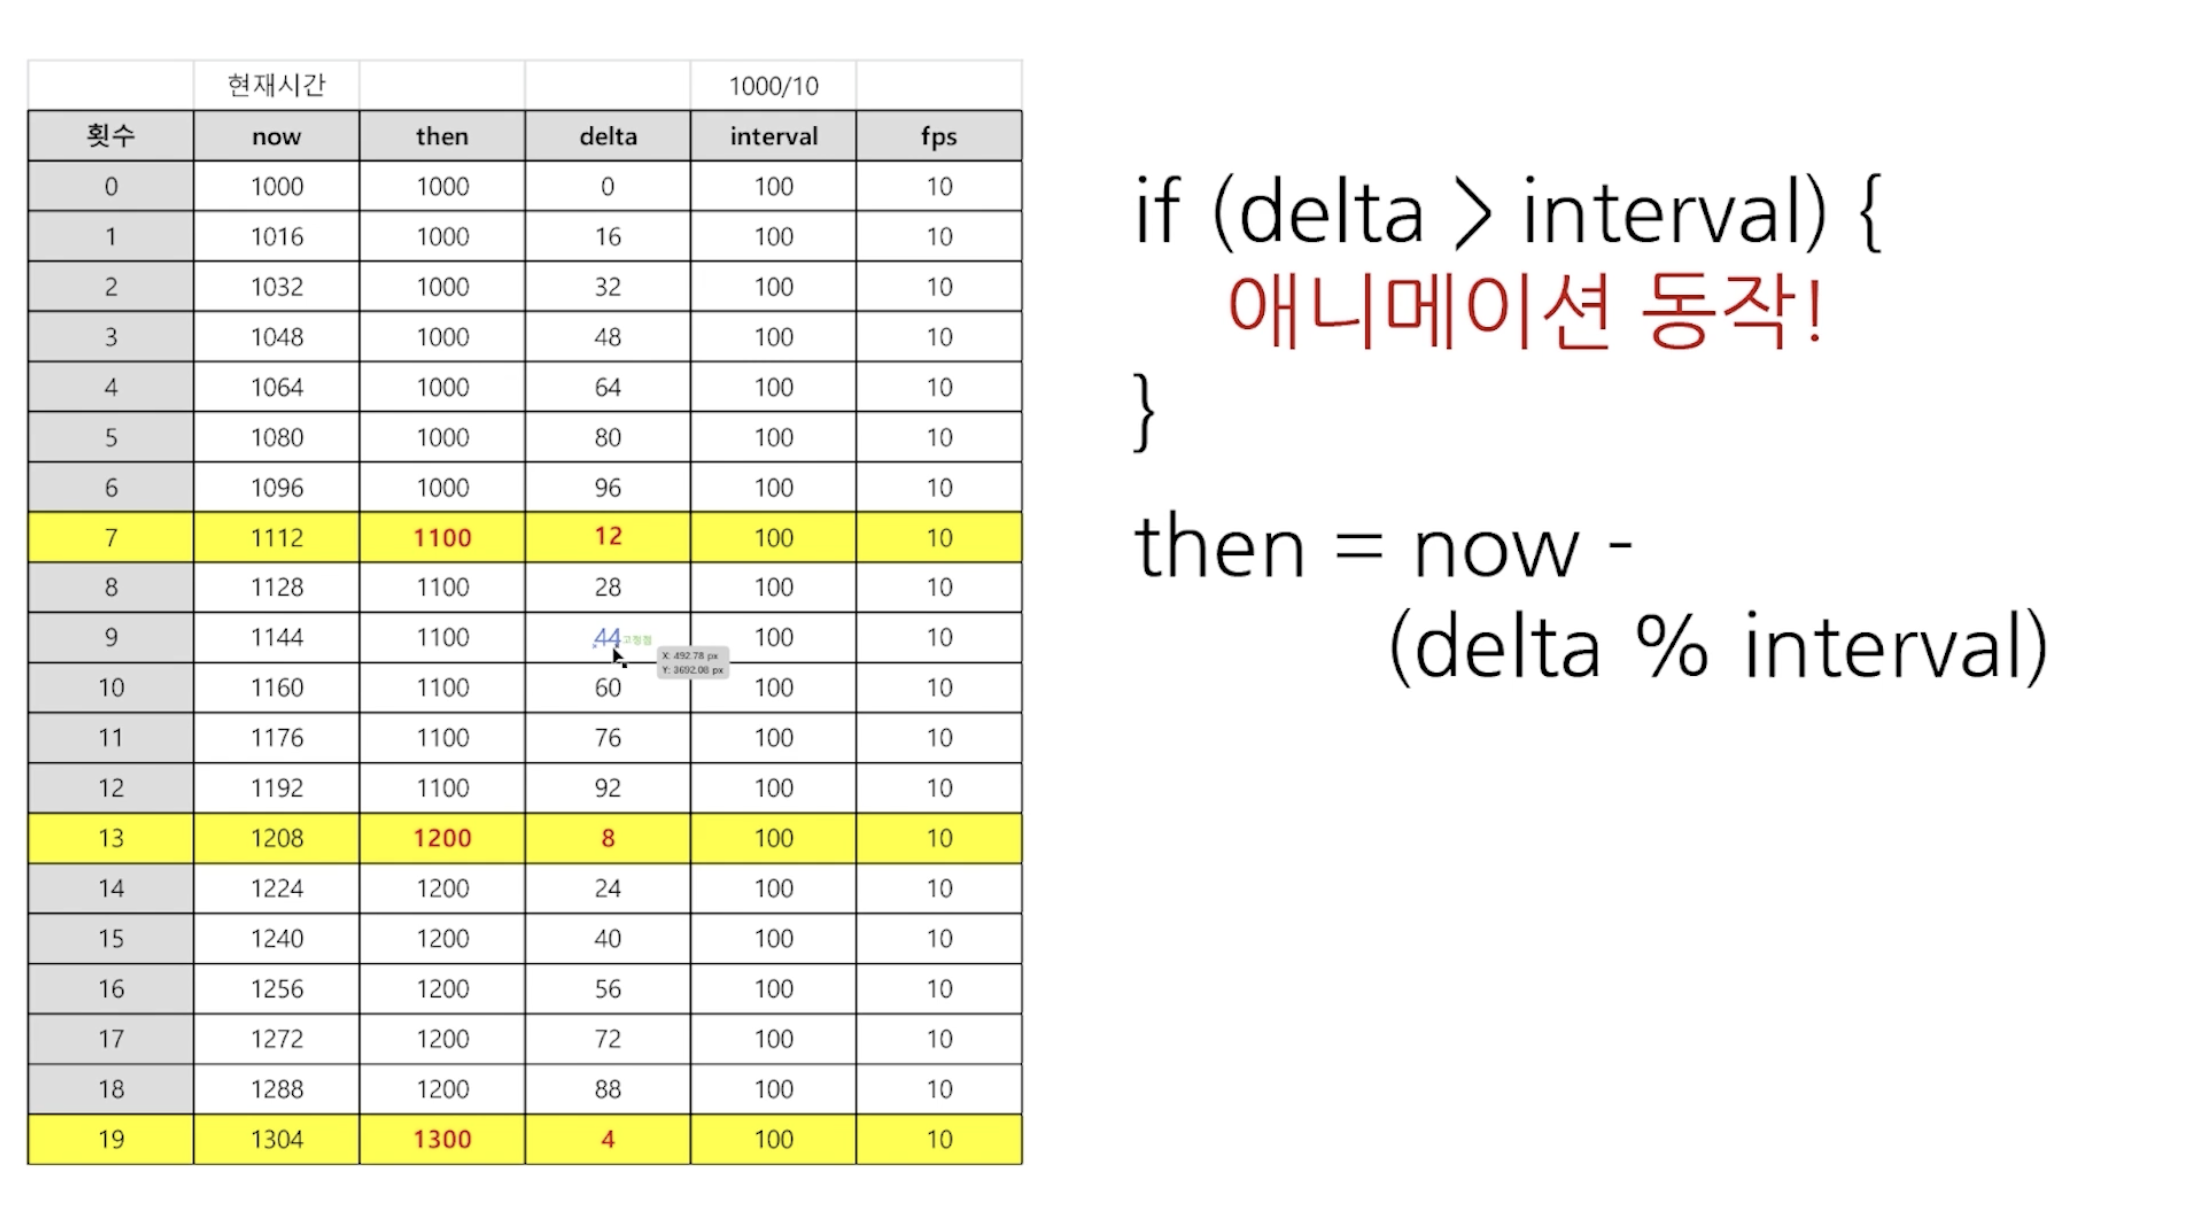 현재시간 1000/10
횟수 now then delta interval fps
0 1000 1000 0 100 10
1 1016 1000 16 100 10
2 1032 1000 32 100 10
3 1048 1000 48 100 10
4 1064 1000 64 100 10
5 1080 1000 80 100 10
6 1096 1000 96 100 10
7 1112 1100 12 100 10
8 1128 1100 28 100 10
9 1144 1100 44 고정점 100 10
X: 492.78 px
Y: 3692.08 px
10 1160 1100 60 100 10
11 1176 1100 76 100 10
12 1192 1100 92 100 10
13 1208 1200 8 100 10
14 1224 1200 24 100 10
15 1240 1200 40 100 10
16 1256 1200 56 100 10
17 1272 1200 72 100 10
18 1288 1200 88 100 10
19 1304 1300 4 100 10
if (delta > interval) {
애니메이션 동작!
}
then = now -
(delta % interval)